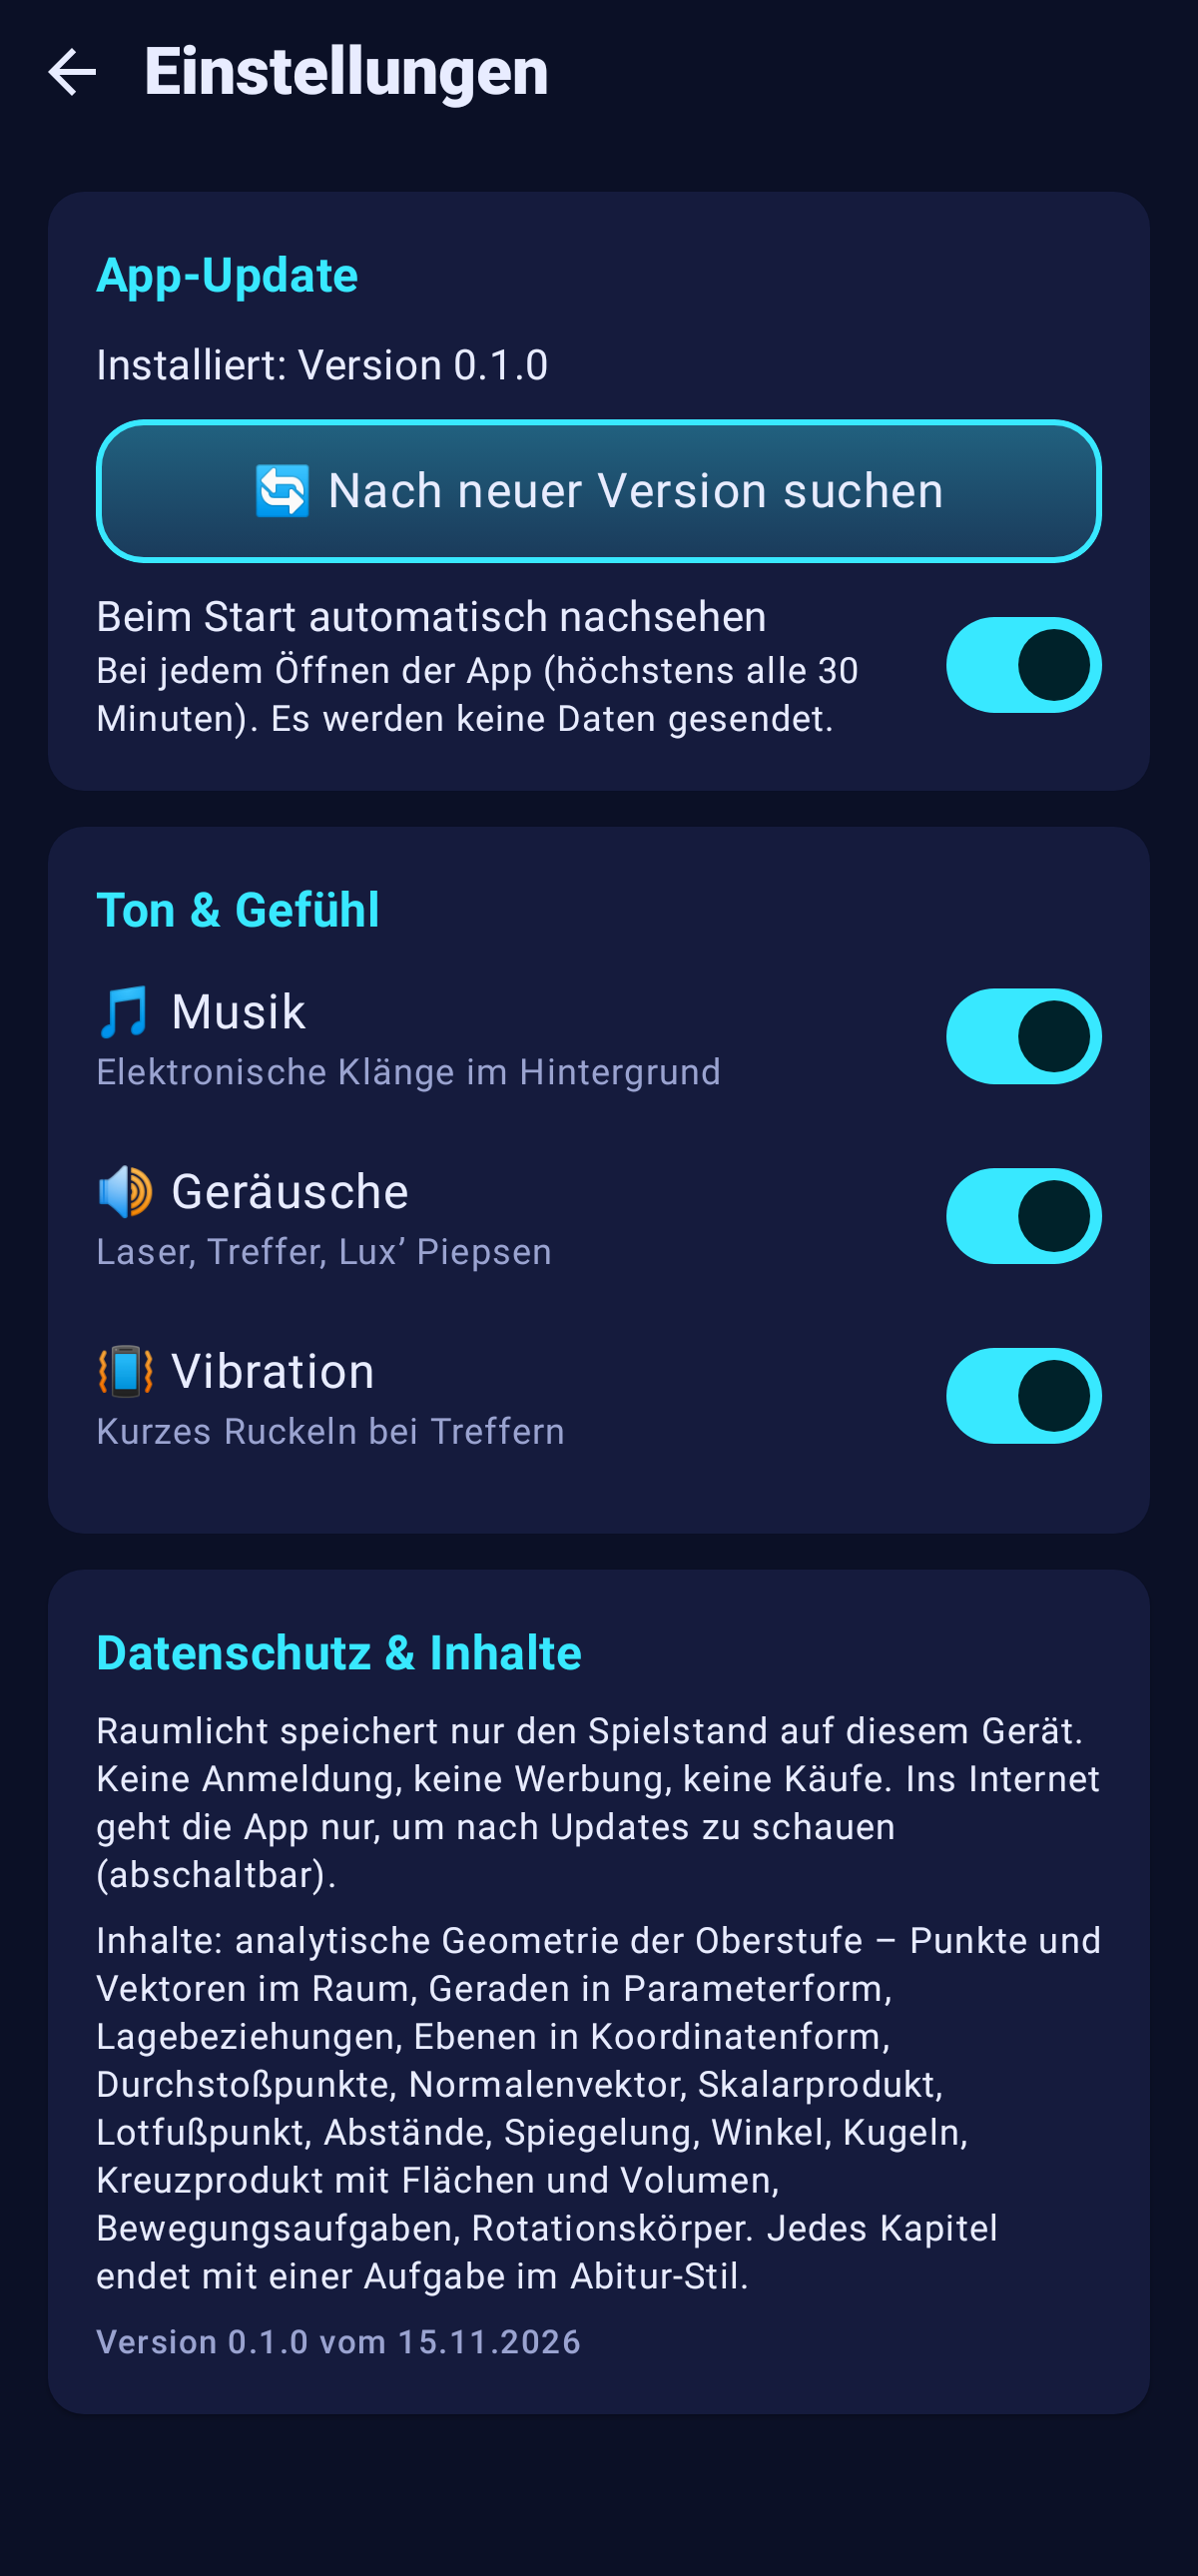 Einstellungen
App-Update
Installiert: Version 0.1.0
Nach neuer Version suchen
Beim Start automatisch nachsehen
Bei jedem Öffnen der App (höchstens alle 30
Minuten). Es werden keine Daten gesendet.
Ton & Gefühl
Musik
Elektronische Klänge im Hintergrund
Geräusche
Laser, Treffer, Lux’ Piepsen
Vibration
Kurzes Ruckeln bei Treffern
Datenschutz & Inhalte
Raumlicht speichert nur den Spielstand auf diesem Gerät.
Keine Anmeldung, keine Werbung, keine Käufe. Ins Internet
geht die App nur, um nach Updates zu schauen
(abschaltbar).
Inhalte: analytische Geometrie der Oberstufe – Punkte und
Vektoren im Raum, Geraden in Parameterform,
Lagebeziehungen, Ebenen in Koordinatenform,
Durchstoßpunkte, Normalenvektor, Skalarprodukt,
Lotfußpunkt, Abstände, Spiegelung, Winkel, Kugeln,
Kreuzprodukt mit Flächen und Volumen,
Bewegungsaufgaben, Rotationskörper. Jedes Kapitel
endet mit einer Aufgabe im Abitur-Stil.
Version 0.1.0 vom 15.11.2026